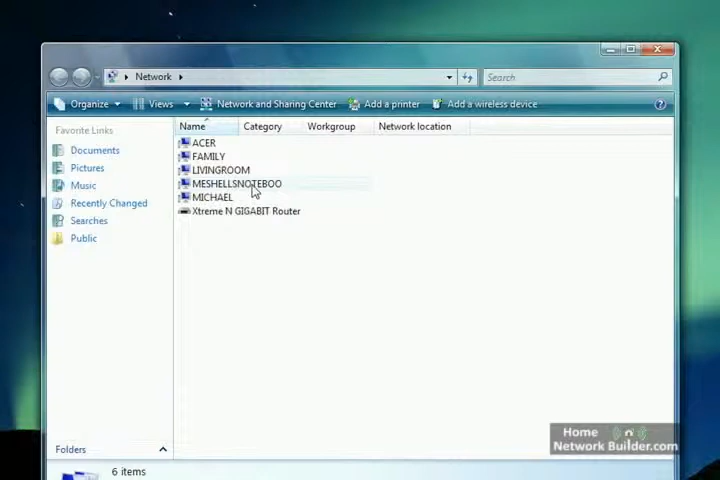 Network
Search
Organize Views Network and Sharing Center Add a printer Add a wireless device
Favorite Links
Name Category Workgroup Network location
Documents
Pictures
Music
Recently Changed
Searches
Public
ACER
FAMILY
LIVINGROOM
MESHELLSNOTEBOO
MICHAEL
Xtreme N GIGABIT Router
Folders
6 items
Home
Network Builder.com